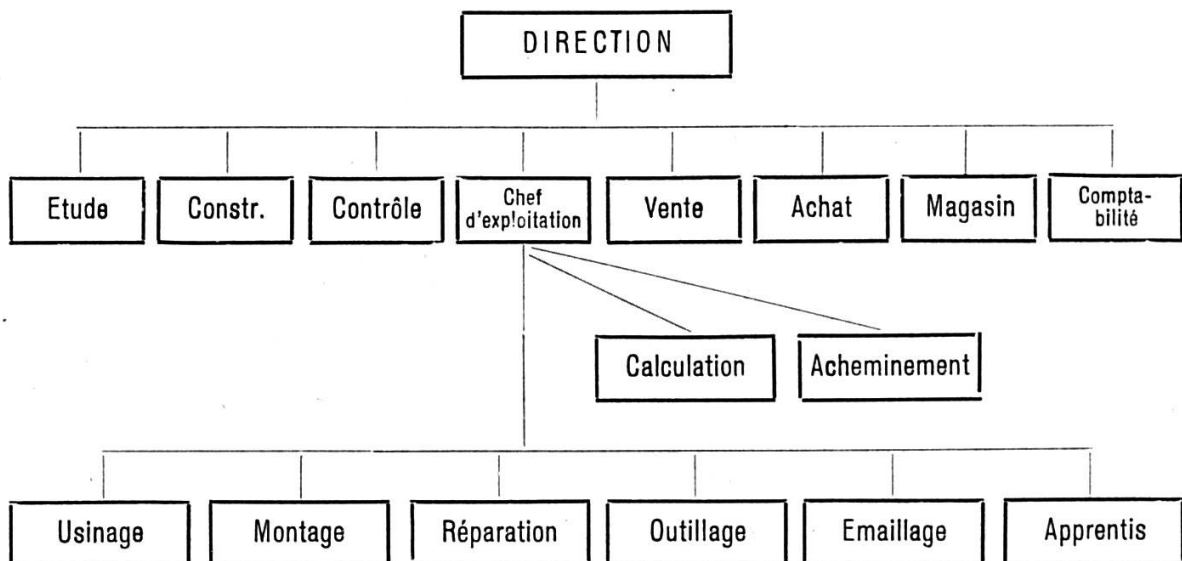 DIRECTION
Etude
Constr.
Contrôle
Chef
d'exploitation
Vente
Achat
Magasin
Compta-
bilité
Calculation
Acheminement
Usinage
Montage
Réparation
Outillage
Emaillage
Apprentis